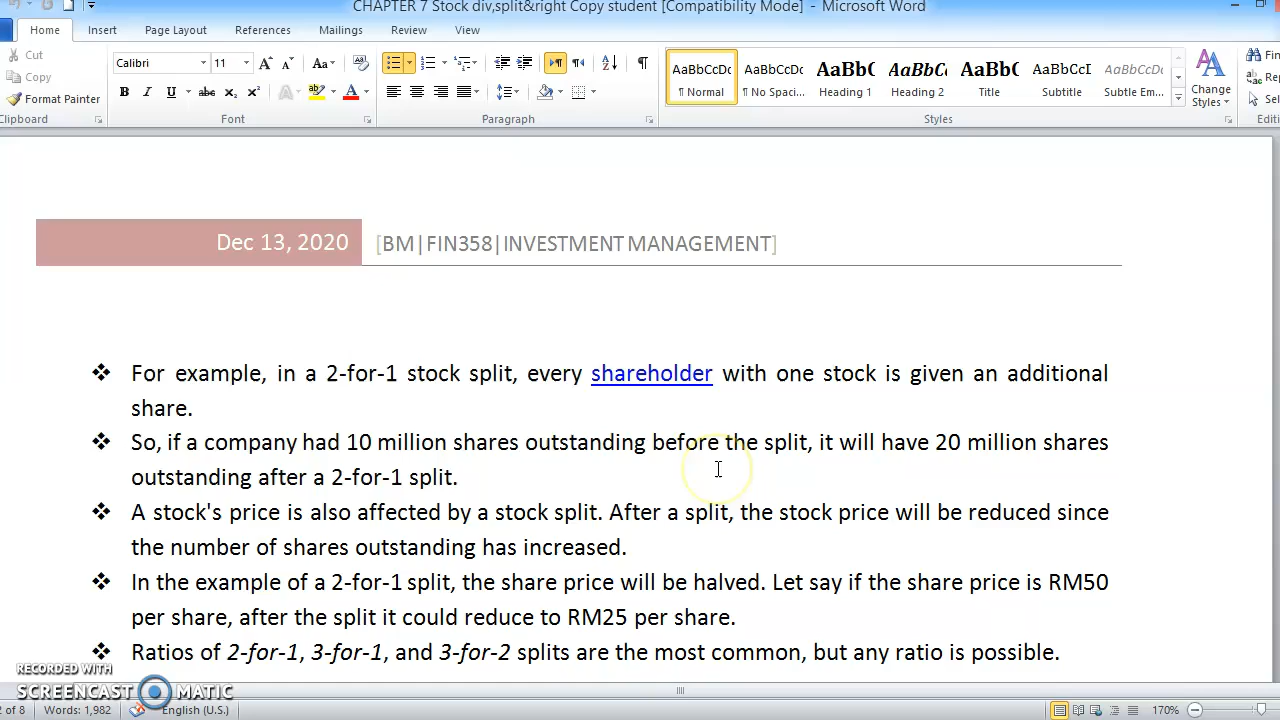 CHAPTER 7 Stock div,split&right Copy student [Compatibility Mode] - Microsoft Word
Home Insert Page Layout References Mailings Review View
Cut
Copy
Format Painter
Clipboard
Calibri 11
Font
Paragraph
AaBbCcDc AaBbCcDc AaBbC AaBbCc AaBbC AaBbCcI AaBbCcDc
¶ Normal ¶ No Spaci... Heading 1 Heading 2 Title Subtitle Subtle Em...
Change
Styles
Styles
Dec 13, 2020 [BM|FIN358|INVESTMENT MANAGEMENT]
❖ For example, in a 2-for-1 stock split, every shareholder with one stock is given an additional
share.
❖ So, if a company had 10 million shares outstanding before the split, it will have 20 million shares
outstanding after a 2-for-1 split.
❖ A stock's price is also affected by a stock split. After a split, the stock price will be reduced since
the number of shares outstanding has increased.
❖ In the example of a 2-for-1 split, the share price will be halved. Let say if the share price is RM50
per share, after the split it could reduce to RM25 per share.
❖ Ratios of 2-for-1, 3-for-1, and 3-for-2 splits are the most common, but any ratio is possible.
RECORDED WITH
SCREENCAST MATIC
of 8 Words: 1,982 English (U.S.) 170%